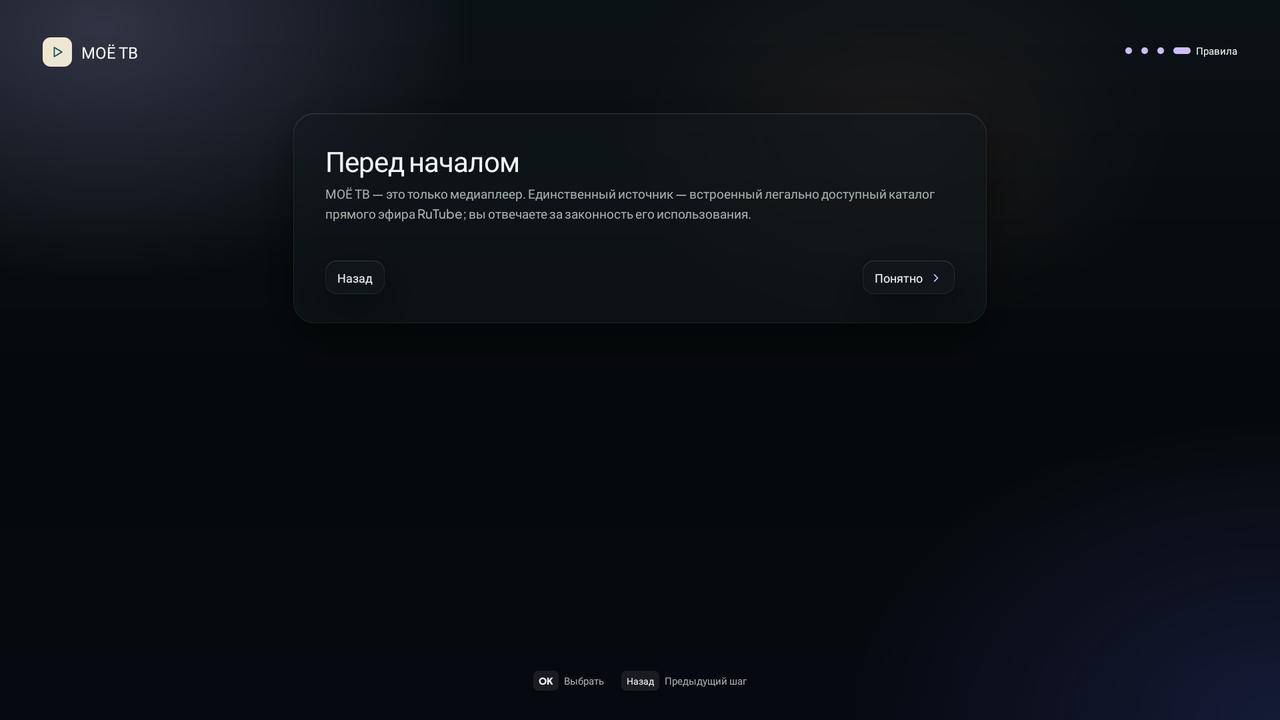 МОЁ ТВ
Правила
Перед началом
МОЁ ТВ — это только медиаплеер. Единственный источник — встроенный легально доступный каталог
прямого эфира RuTube; вы отвечаете за законность его использования.
Назад
Понятно
OK Выбрать Назад Предыдущий шаг